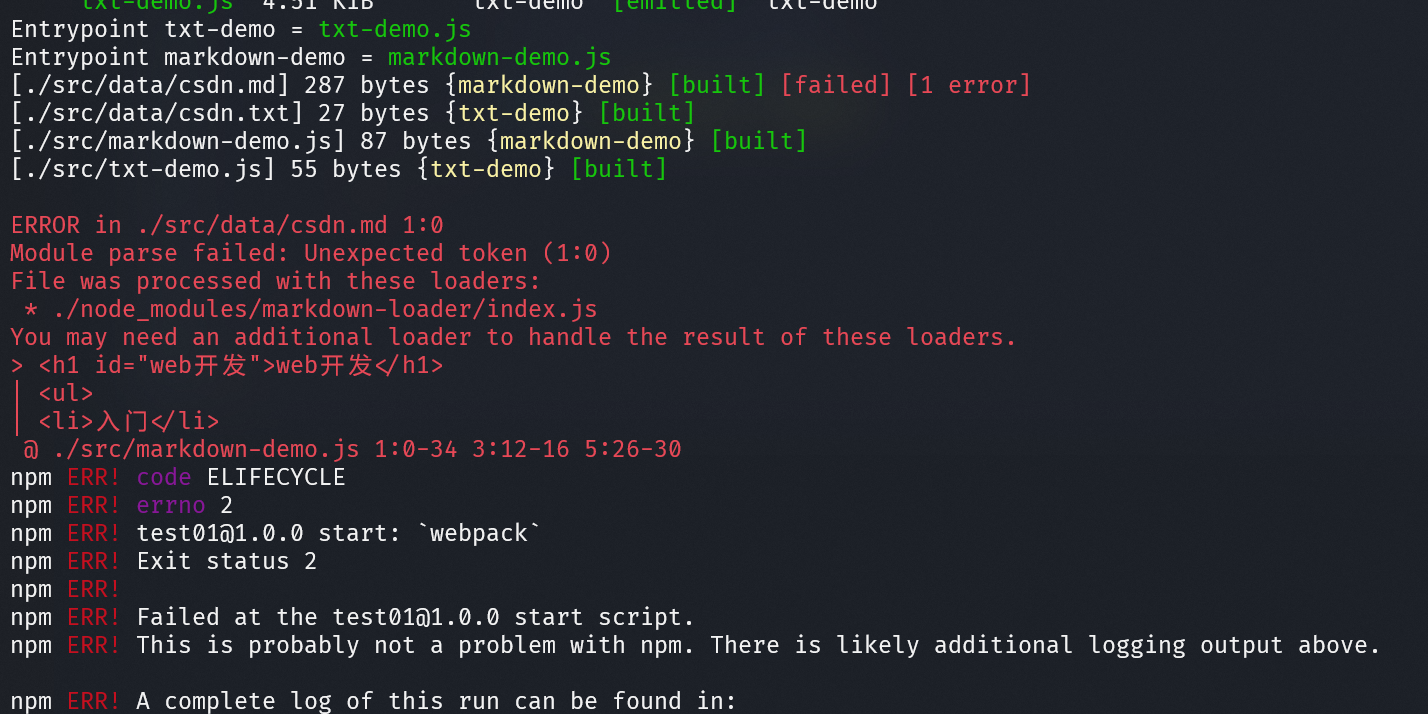 txt-demo.js  4.51 KiB       txt-demo  [emitted]  txt-demo
Entrypoint txt-demo = txt-demo.js
Entrypoint markdown-demo = markdown-demo.js
[./src/data/csdn.md] 287 bytes {markdown-demo} [built] [failed] [1 error]
[./src/data/csdn.txt] 27 bytes {txt-demo} [built]
[./src/markdown-demo.js] 87 bytes {markdown-demo} [built]
[./src/txt-demo.js] 55 bytes {txt-demo} [built]
ERROR in ./src/data/csdn.md 1:0
Module parse failed: Unexpected token (1:0)
File was processed with these loaders:
 * ./node_modules/markdown-loader/index.js
You may need an additional loader to handle the result of these loaders.
> <h1 id="web开发">web开发</h1>
| <ul>
| <li>入门</li>
 @ ./src/markdown-demo.js 1:0-34 3:12-16 5:26-30
npm ERR! code ELIFECYCLE
npm ERR! errno 2
npm ERR! test01@1.0.0 start: `webpack`
npm ERR! Exit status 2
npm ERR!
npm ERR! Failed at the test01@1.0.0 start script.
npm ERR! This is probably not a problem with npm. There is likely additional logging output above.
npm ERR! A complete log of this run can be found in: